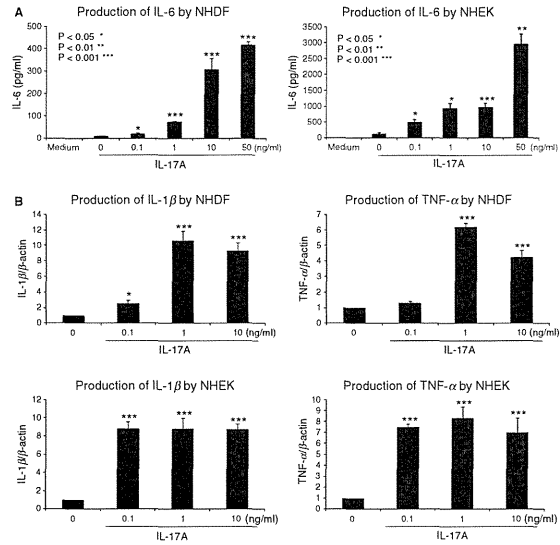 A
Production of IL-6 by NHDF
P < 0.05 *
P < 0.01 **
P < 0.001 ***
IL-6 (pg/ml)
400
300
200
100
0
*
***
***
***
Medium 0 0.1 1 10 50 (ng/ml)
IL-17A
Production of IL-6 by NHEK
P < 0.05 *
P < 0.01 **
P < 0.001 ***
IL-6 (pg/ml)
3500
3000
2500
2000
1500
1000
500
0
*
*
***
**
Medium 0 0.1 1 10 50 (ng/ml)
IL-17A
B
Production of IL-1β by NHDF
IL-1β/β-actin
14
12
10
8
6
4
2
0
*
***
***
0 0.1 1 10 (ng/ml)
IL-17A
Production of TNF-α by NHDF
TNF-α/β-actin
7
6
5
4
3
2
1
0
***
***
0 0.1 1 10 (ng/ml)
IL-17A
Production of IL-1β by NHEK
IL-1β/β-actin
12
10
8
6
4
2
0
***
***
***
0 0.1 1 10 (ng/ml)
IL-17A
Production of TNF-α by NHEK
TNF-α/β-actin
10
9
8
7
6
5
4
3
2
1
0
***
***
***
0 0.1 1 10 (ng/ml)
IL-17A